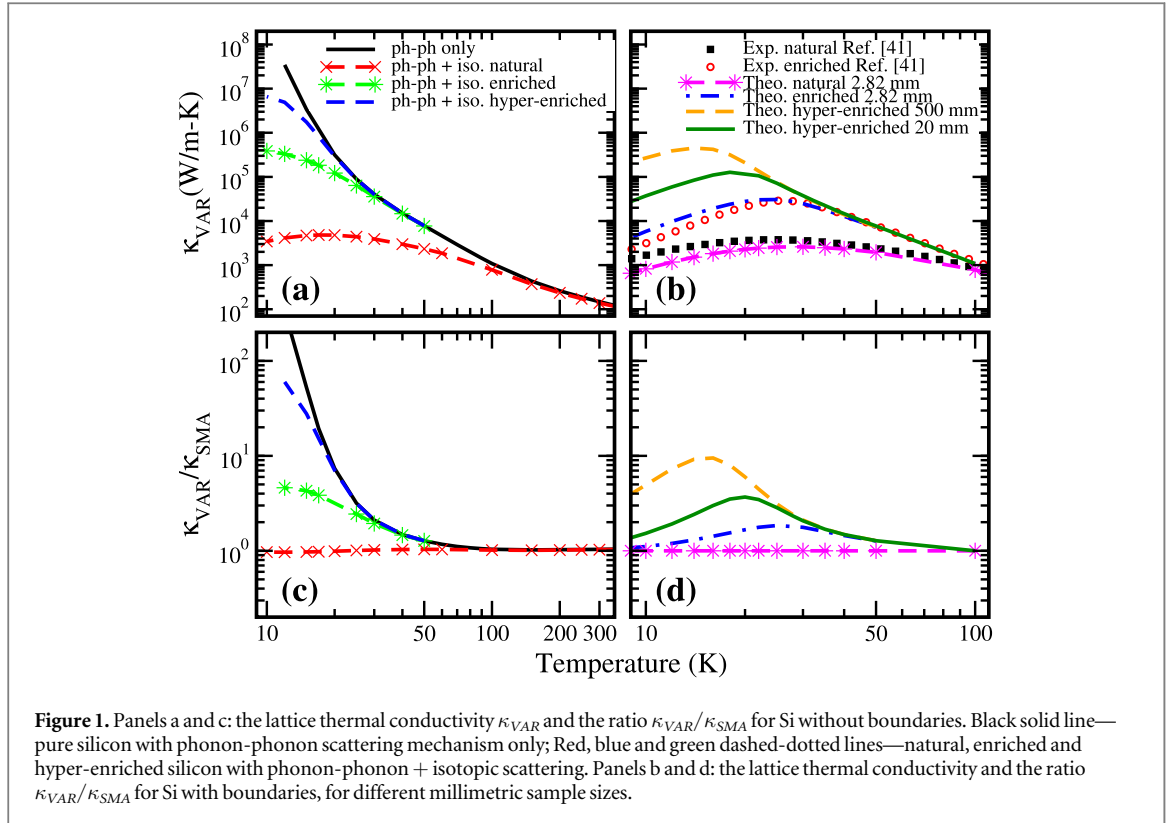 10^8
10^7
10^6
10^5
10^4
10^3
10^2
κ_VAR(W/m-K)
ph-ph only
ph-ph + iso. natural
ph-ph + iso. enriched
ph-ph + iso. hyper-enriched
(a)
Exp. natural Ref. [41]
Exp. enriched Ref. [41]
Theo. natural 2.82 mm
Theo. enriched 2.82 mm
Theo. hyper-enriched 500 mm
Theo. hyper-enriched 20 mm
(b)
10^2
10^1
10^0
κ_VAR/κ_SMA
(c)
(d)
10 50 100 200 300 10 50 100
Temperature (K)
Figure 1. Panels a and c: the lattice thermal conductivity κ_VAR and the ratio κ_VAR/κ_SMA for Si without boundaries. Black solid line—
pure silicon with phonon-phonon scattering mechanism only; Red, blue and green dashed-dotted lines—natural, enriched and
hyper-enriched silicon with phonon-phonon + isotopic scattering. Panels b and d: the lattice thermal conductivity and the ratio
κ_VAR/κ_SMA for Si with boundaries, for different millimetric sample sizes.